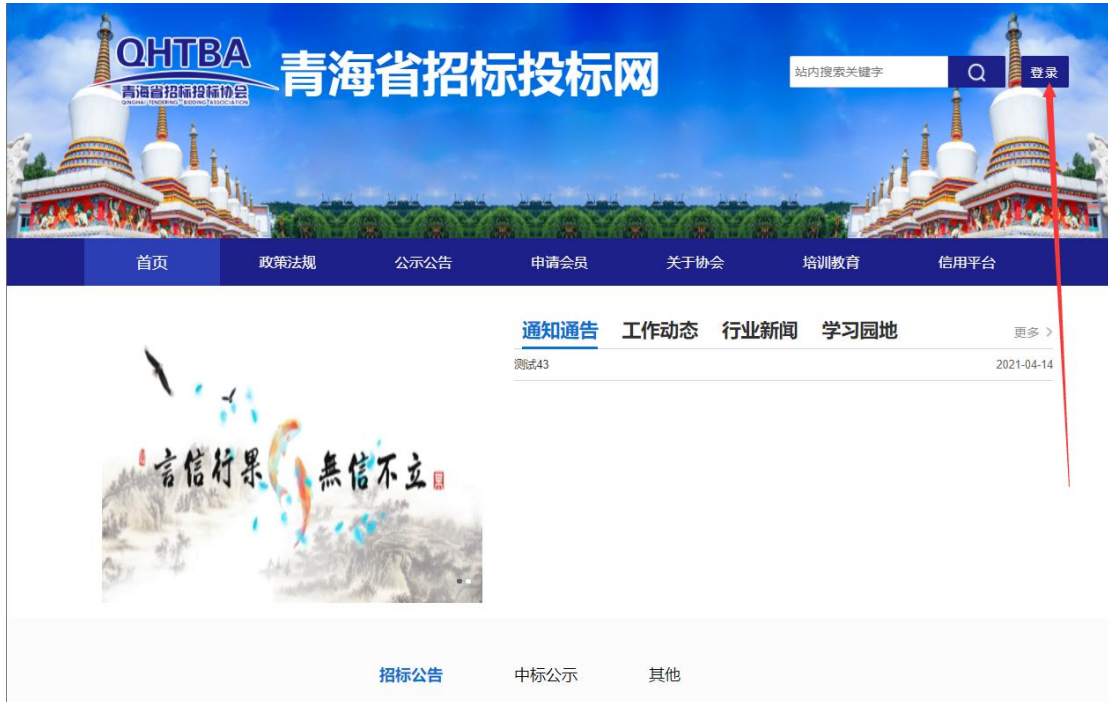 QHTBA
青海省招标投标协会
QINGHAI TENDERING BIDDING ASSOCIATION
青海省招标投标网
站内搜索关键字
登录
首页 政策法规 公示公告 申请会员 关于协会 培训教育 信用平台
通知通告 工作动态 行业新闻 学习园地 更多 >
测试43 2021-04-14
言信行果 無信不立
招标公告 中标公示 其他